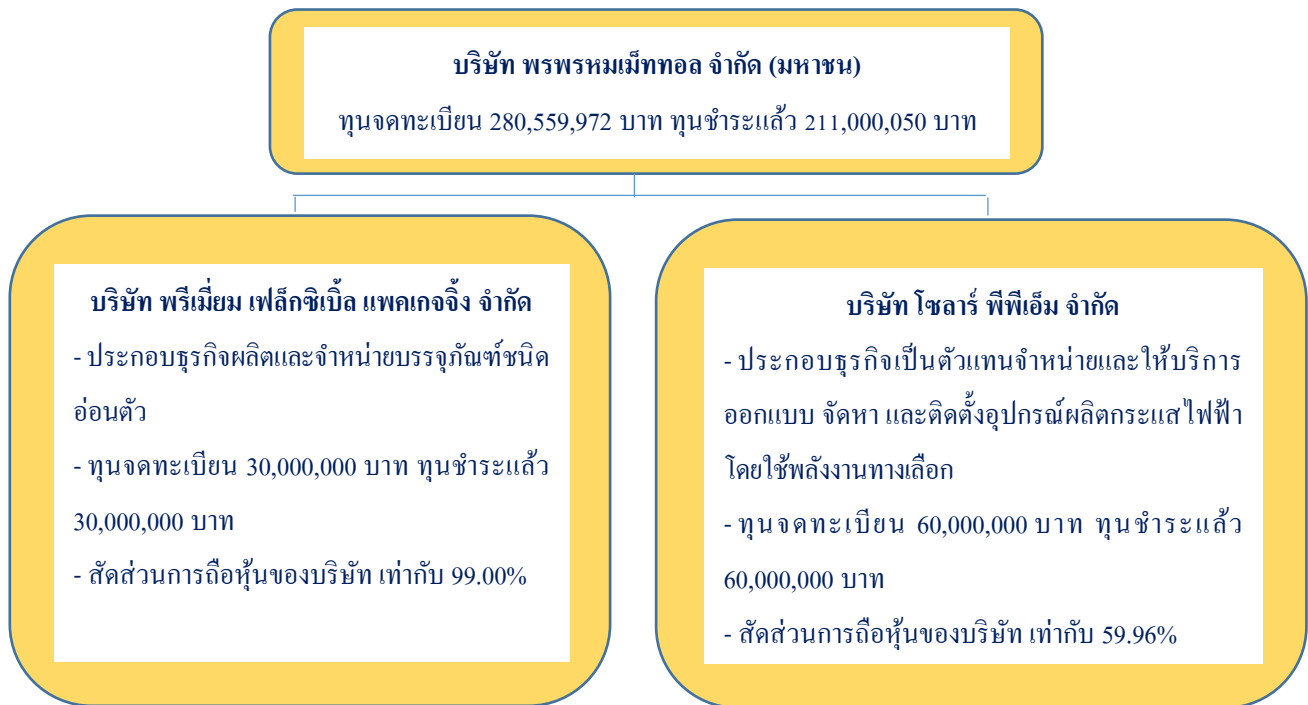 บริษัท พรพรหมเม็ททอล จำกัด (มหาชน)
ทุนจดทะเบียน 280,559,972 บาท ทุนชำระแล้ว 211,000,050 บาท
บริษัท พรีเมี่ยม เฟล็กซิเบิ้ล แพคเกจจิ้ง จำกัด
- ประกอบธุรกิจผลิตและจำหน่ายบรรจุภัณฑ์ชนิด
อ่อนตัว
- ทุนจดทะเบียน 30,000,000 บาท ทุนชำระแล้ว
30,000,000 บาท
- สัดส่วนการถือหุ้นของบริษัท เท่ากับ 99.00%
บริษัท โซลาร์ พีพีเอ็ม จำกัด
- ประกอบธุรกิจเป็นตัวแทนจำหน่ายและให้บริการ
ออกแบบ จัดหา และติดตั้งอุปกรณ์ผลิตกระแสไฟฟ้า
โดยใช้พลังงานทางเลือก
- ทุนจดทะเบียน 60,000,000 บาท ทุนชำระแล้ว
60,000,000 บาท
- สัดส่วนการถือหุ้นของบริษัท เท่ากับ 59.96%